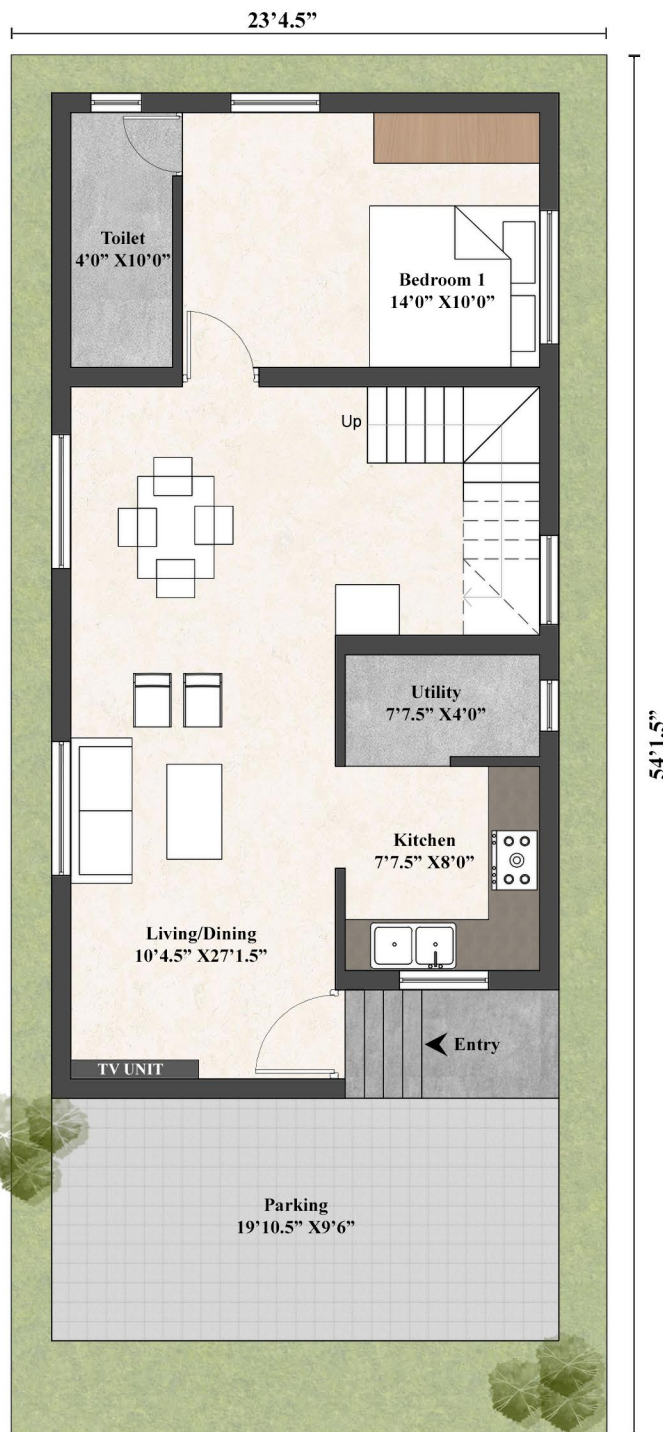 23’4.5”
Toilet
4’0” X10’0”
Bedroom 1
14’0” X10’0”
Up
Utility
7’7.5” X4’0”
54’1.5”
Kitchen
7’7.5” X8’0”
Living/Dining
10’4.5” X27’1.5”
Entry
TV UNIT
Parking
19’10.5” X9’6”